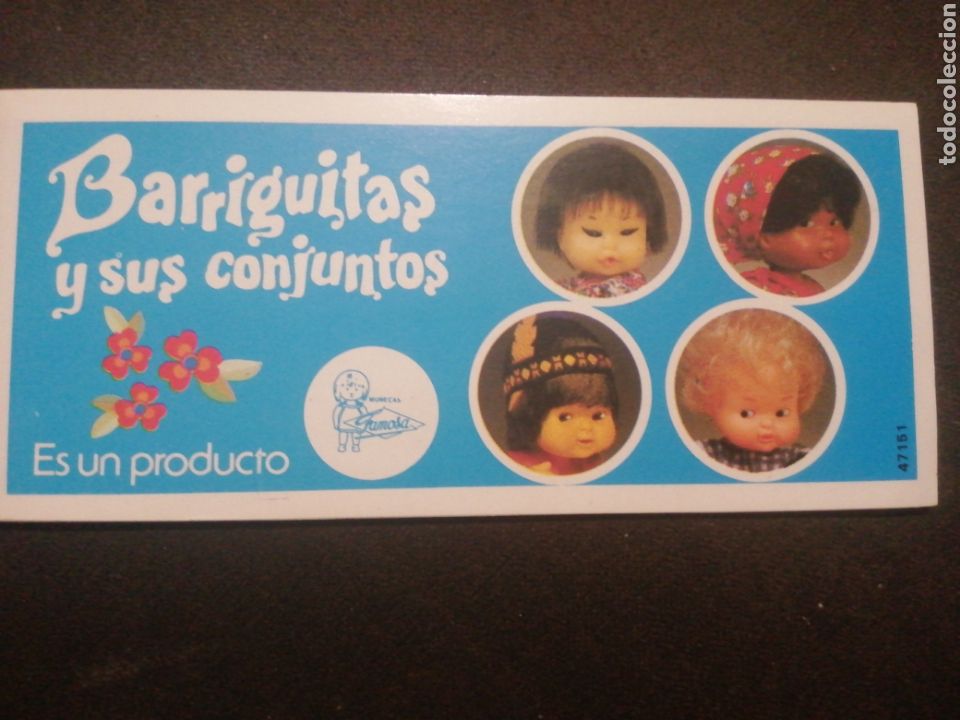 Barriguitas
y sus conjuntos
MUÑECAS
Famosa
Es un producto
47151
todocoleccion